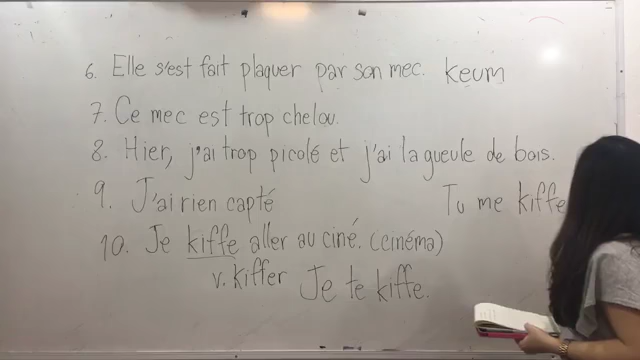 6. Elle s'est fait plaquer par son mec. keum
7. Ce mec est trop chelou.
8. Hier, j'ai trop picolé et j'ai la gueule de bois.
9. J'ai rien capté Tu me kiffe
10. Je kiffe aller au ciné. (cinéma)
v. kiffer Je te kiffe.